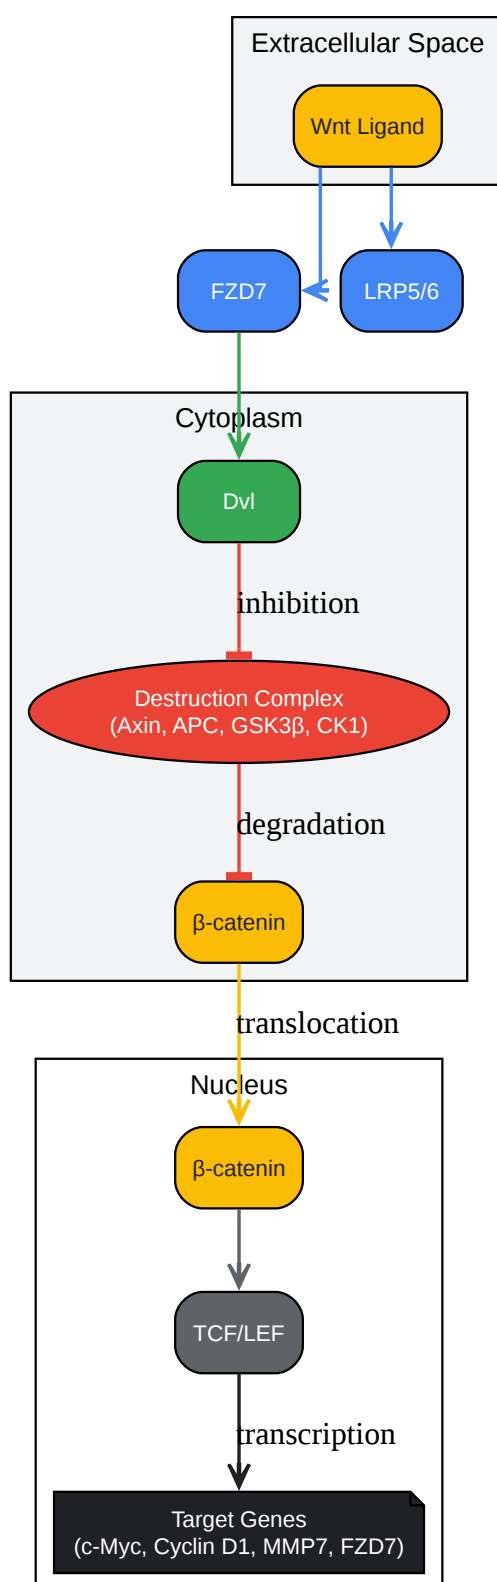 Extracellular Space
Wnt Ligand
FZD7
LRP5/6
Cytoplasm
Dvl
inhibition
Destruction Complex
(Axin, APC, GSK3β, CK1)
degradation
β-catenin
translocation
Nucleus
β-catenin
TCF/LEF
transcription
Target Genes
(c-Myc, Cyclin D1, MMP7, FZD7)